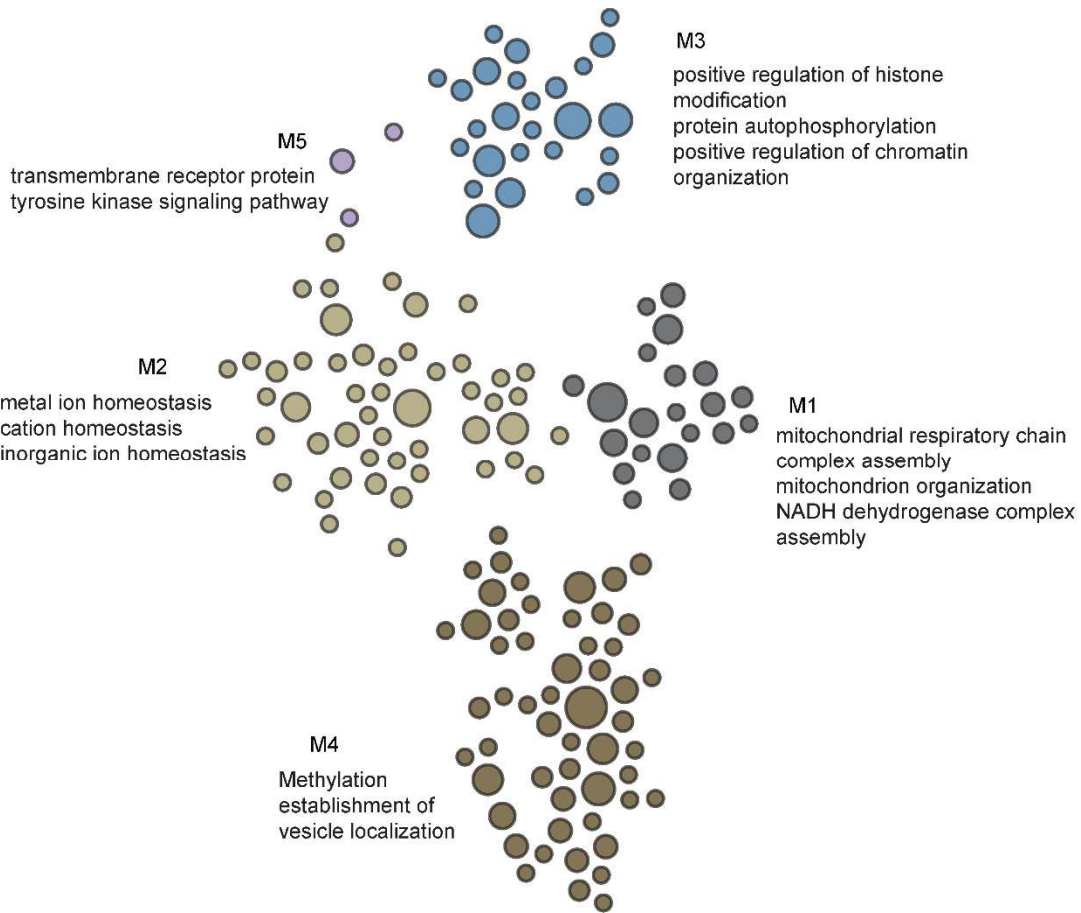 M3
positive regulation of histone
modification
protein autophosphorylation
positive regulation of chromatin
organization
M5
transmembrane receptor protein
tyrosine kinase signaling pathway
M2
metal ion homeostasis
cation homeostasis
inorganic ion homeostasis
M1
mitochondrial respiratory chain
complex assembly
mitochondrion organization
NADH dehydrogenase complex
assembly
M4
Methylation
establishment of
vesicle localization